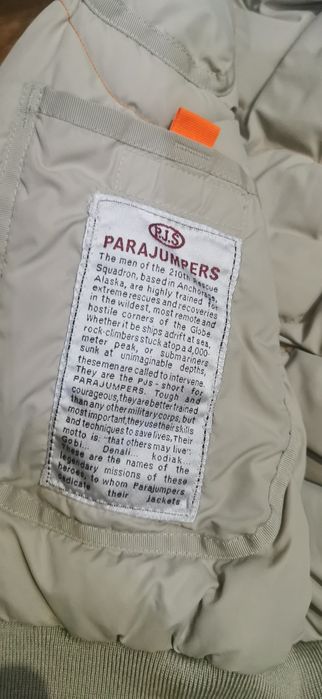 P.J.S
PARAJUMPERS
The men of the 210th Rescue
Squadron, based in Anchorage,
Alaska, are highly trained for
extreme rescues and recoveries
in the wildest, most remote and
hostile corners of the Globe.
Whether it be ships adrift at sea,
rock-climbers stuck atop a 4,000-
meter peak, or submariners
sunk at unimaginable depths,
these men are called to intervene.
They are the PJs - short for
PARAJUMPERS. Tough and
courageous, they are better trained
than any other military corps, but
most important, they use their skills
and techniques to save lives. Their
motto is: "that others may live".
Gobi... Denali... Kodiak...
these are the names of the
legendary missions of these
heroes, to whom Parajumpers
dedicate their jackets